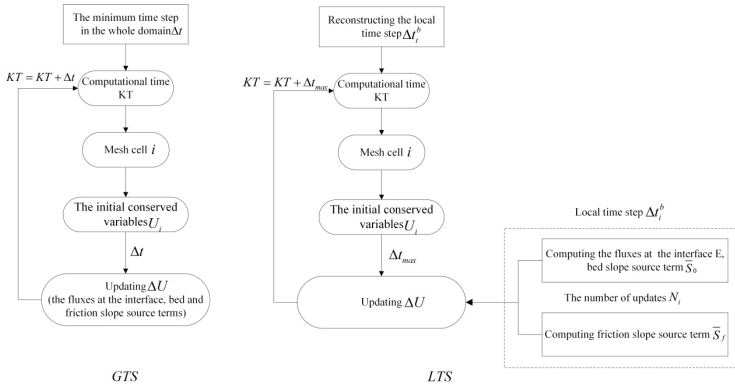 The minimum time step
in the whole domainΔt
KT = KT + Δt
Computational time
KT
Mesh cell i
The initial conserved
variablesU_i
Δt
Updating ΔU
(the fluxes at the interface, bed and
friction slope source terms)
GTS
Reconstructing the local
time step Δt_i^b
KT = KT + Δt_max
Computational time
KT
Mesh cell i
The initial conserved
variablesU_i
Δt_max
Updating ΔU
LTS
Local time step Δt_i^b
Computing the fluxes at the interface E,
bed slope source term S̅_0
The number of updates N_i
Computing friction slope source term S̅_f